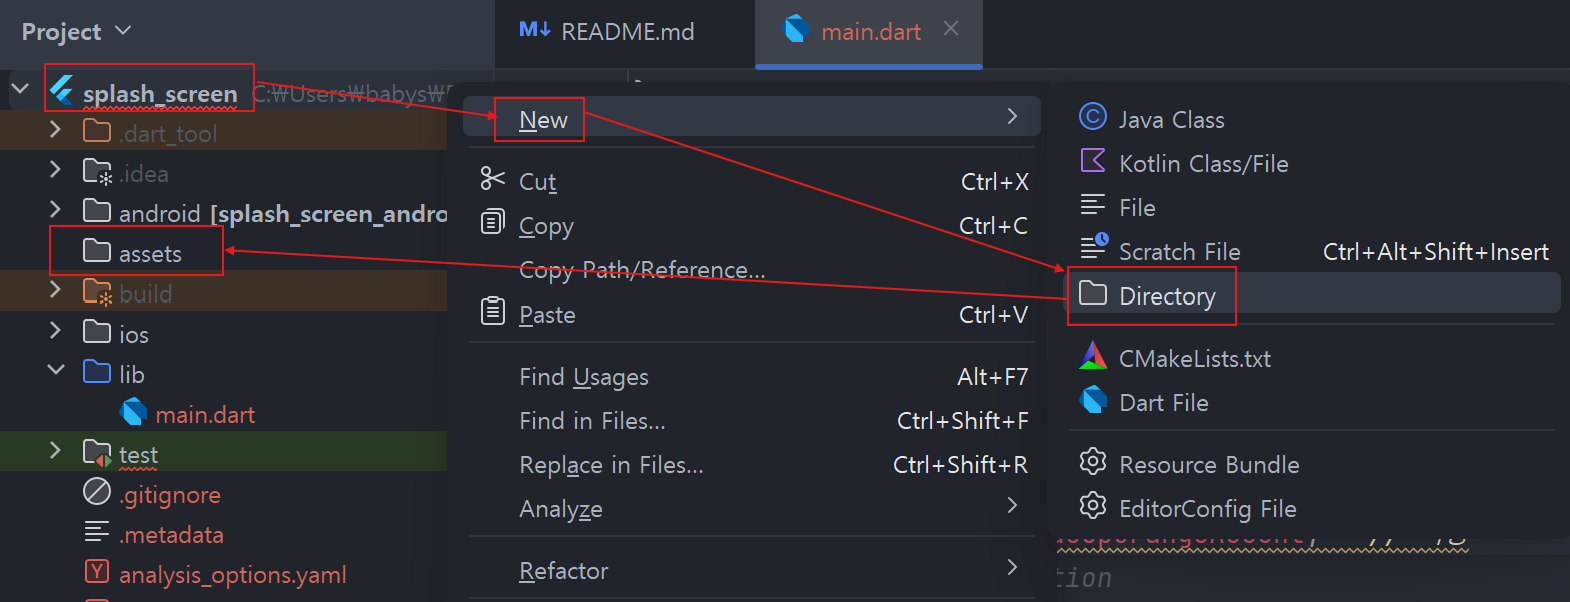 Project
README.md
main.dart
splash_screen C:\Users\babys\
.dart_tool
.idea
android [splash_screen_andro
assets
build
ios
lib
main.dart
test
.gitignore
.metadata
analysis_options.yaml
New
Cut Ctrl+X
Copy Ctrl+C
Copy Path/Reference...
Paste Ctrl+V
Find Usages Alt+F7
Find in Files... Ctrl+Shift+F
Replace in Files... Ctrl+Shift+R
Analyze
Refactor
Java Class
Kotlin Class/File
File
Scratch File Ctrl+Alt+Shift+Insert
Directory
CMakeLists.txt
Dart File
Resource Bundle
EditorConfig File
tion